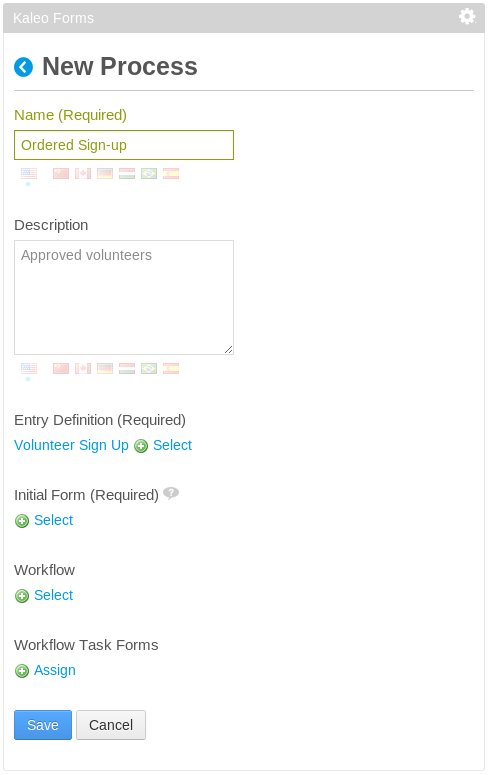 Kaleo Forms
New Process
Name (Required)
Ordered Sign-up
Description
Approved volunteers
Entry Definition (Required)
Volunteer Sign Up Select
Initial Form (Required) ?
Select
Workflow
Select
Workflow Task Forms
Assign
Save Cancel